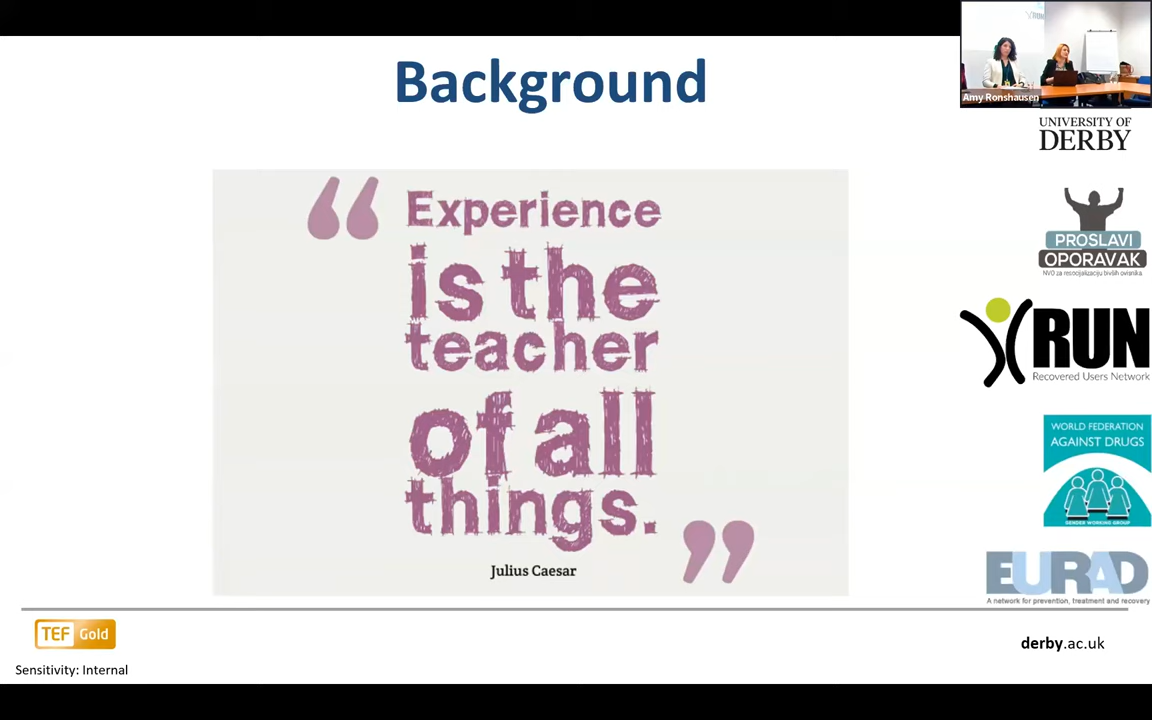 Background
Amy Ronshausen
UNIVERSITY OF
DERBY
PROSLAVI
OPORAVAK
NVO za resocijalizaciju bivših ovisnika.
RUN
Recovered Users Network
WORLD FEDERATION
AGAINST DRUGS
GENDER WORKING GROUP
EURAD
A network for prevention, treatment and recovery
“ Experience
is the
teacher
of all
things. ”
Julius Caesar
TEF Gold
derby.ac.uk
Sensitivity: Internal